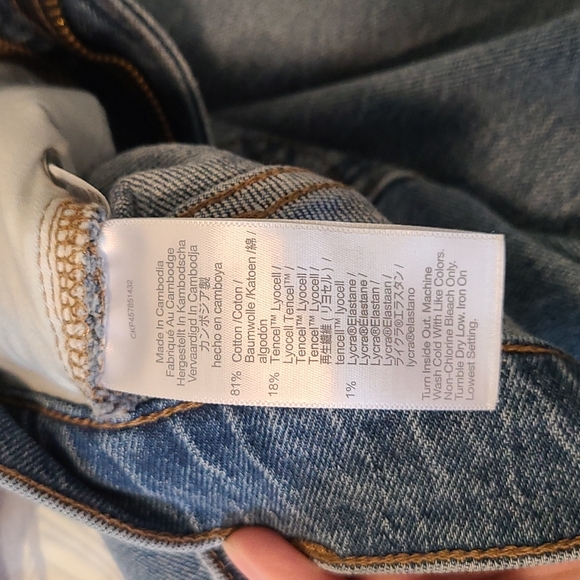 CKF457851432
Made In Cambodia
Fabriqué Au Cambodge
Hergestellt In Kambodscha
Vervaardigd In Cambodja
カンボジア製
hecho en camboya
81% Cotton /Coton /
Baumwolle /Katoen /綿 /
algodón
18% Tencel™ Lyocell/
Lyocell Tencel™ /
Tencel™ Lyocell /
Tencel™ Lyocell /
再生繊維 (リヨセル) /
Tencel™ lyocell
1% Lycra®Elastane /
Lycra®Elastane /
Lycra®Elastan /
Lycra®Elastaan /
ライクラ®エラスタン /
lycra®elastano
Turn Inside Out. Machine
Wash Cold With Like Colors.
Non-Chlorine Bleach Only.
Tumble Dry Low. Iron On
Lowest Setting.